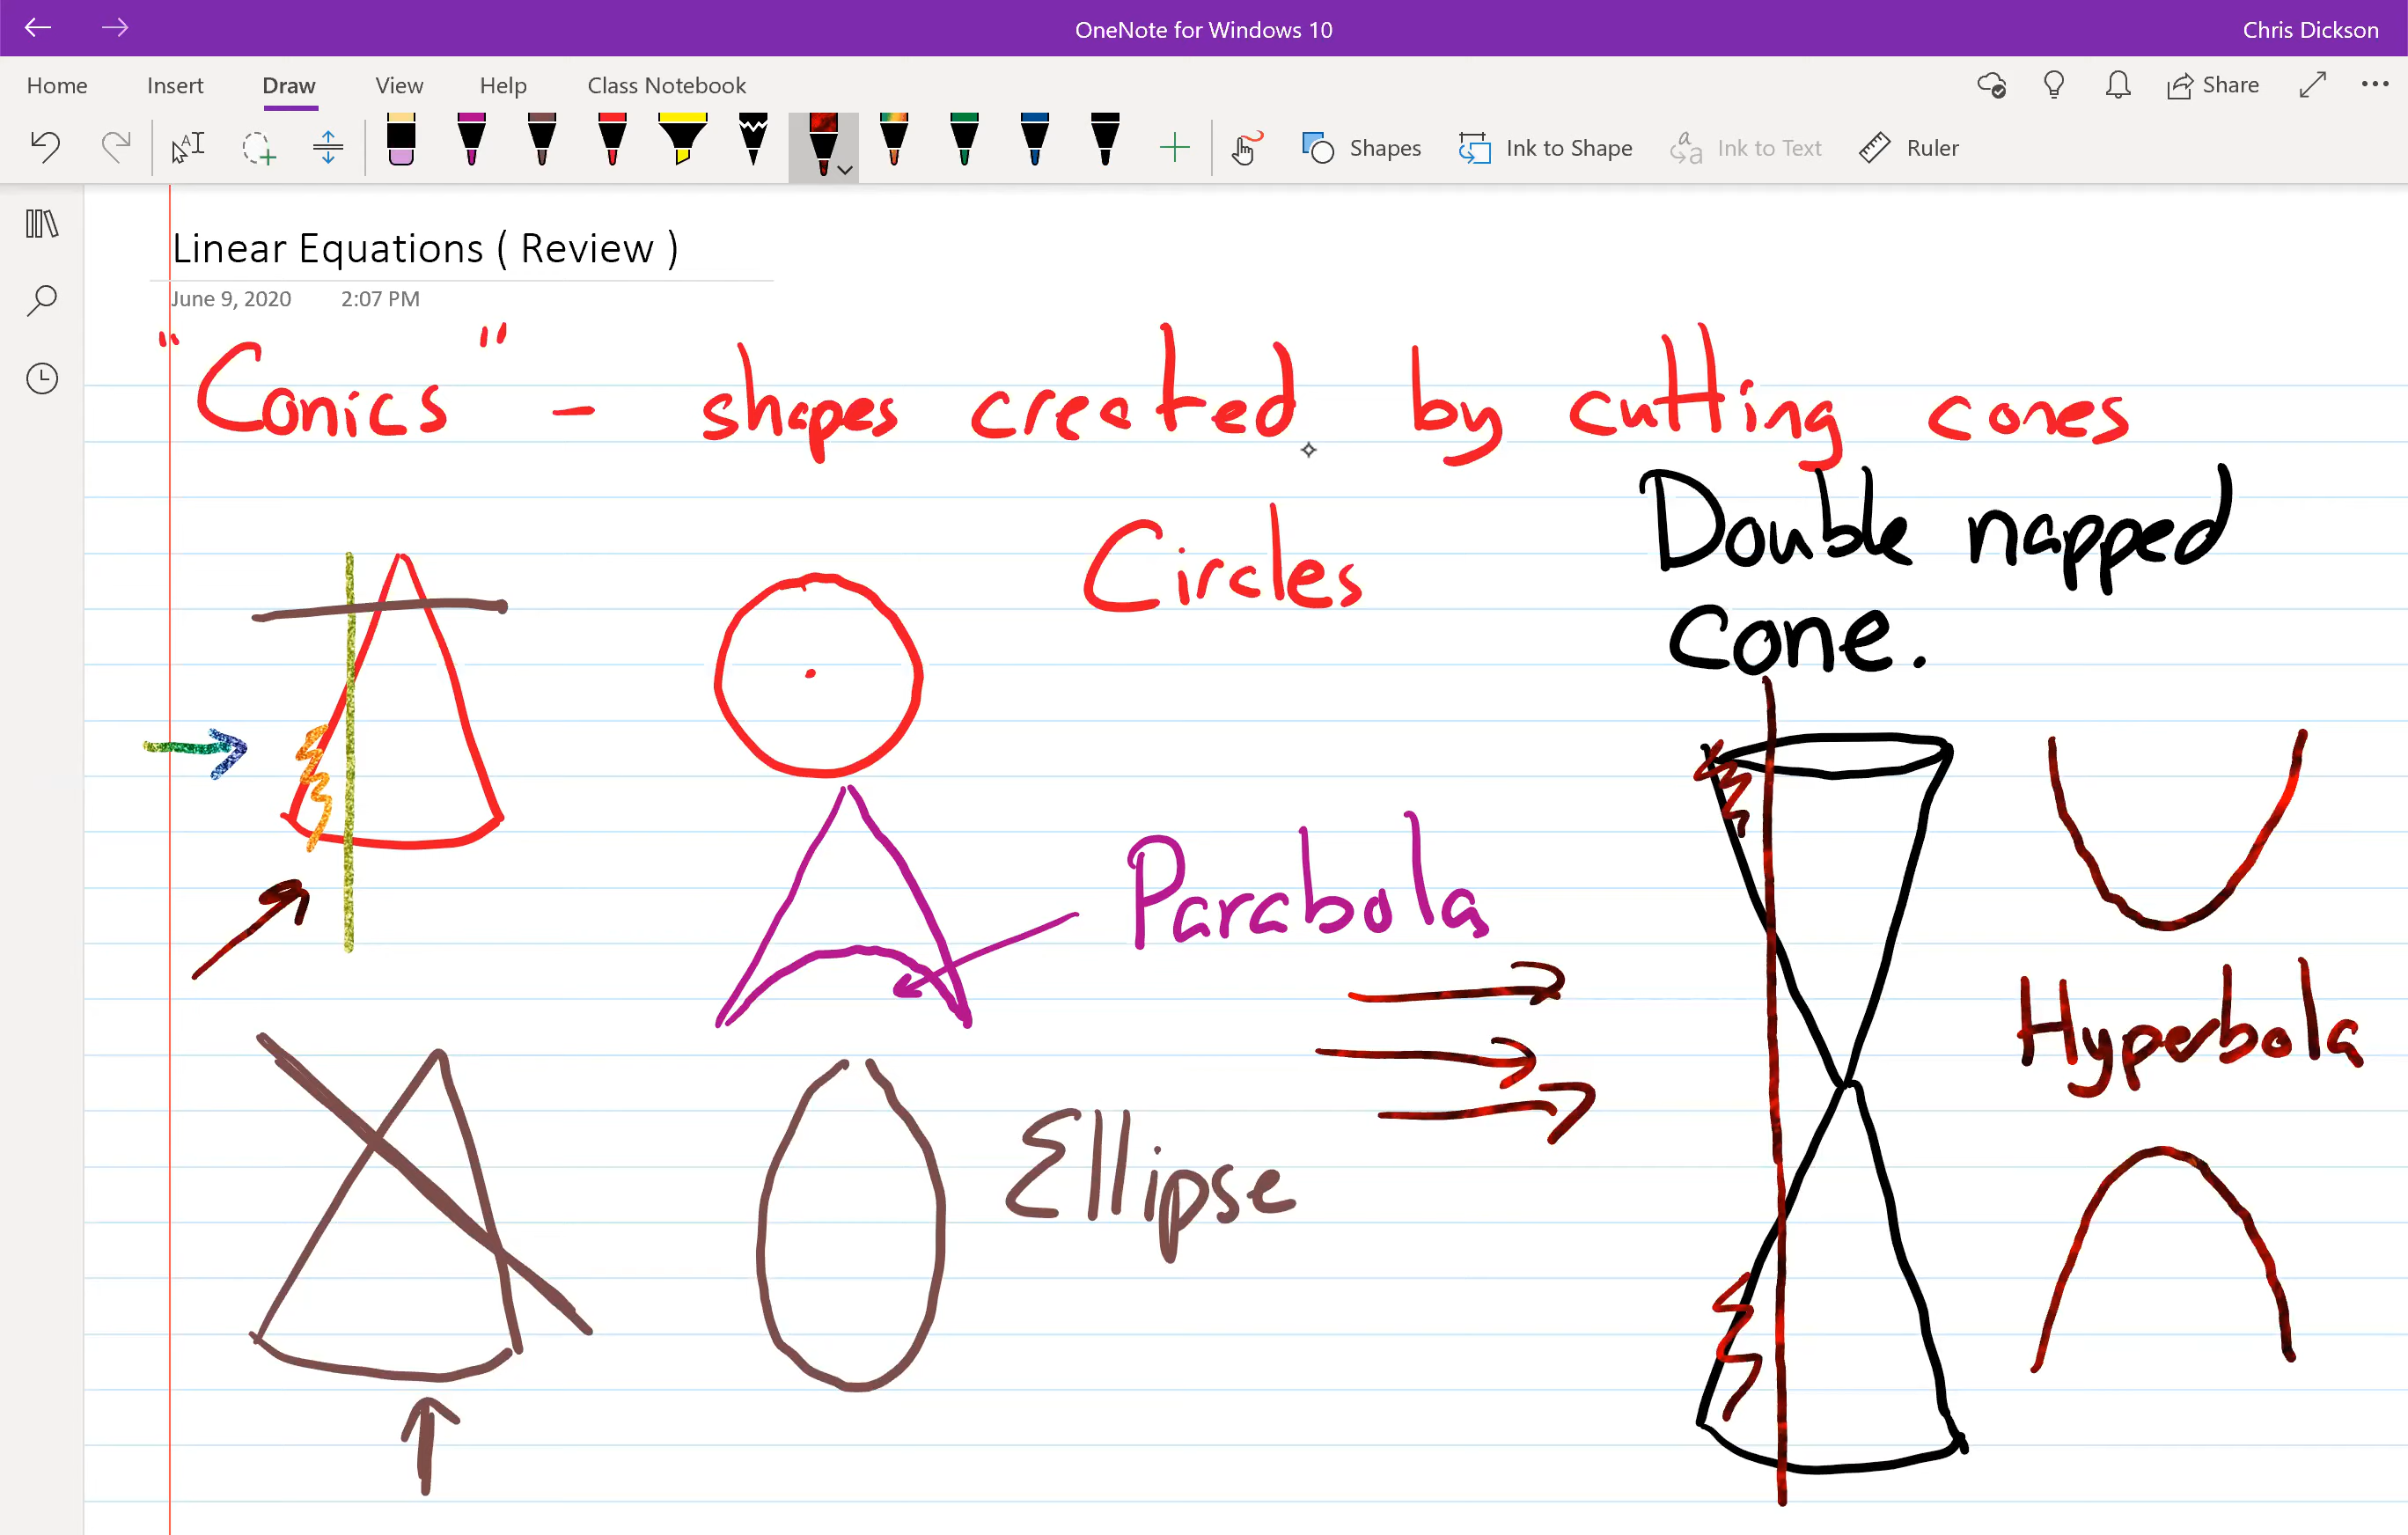 OneNote for Windows 10
Chris Dickson
Home Insert Draw View Help Class Notebook Share
Shapes Ink to Shape Ink to Text Ruler
Linear Equations ( Review )
June 9, 2020 2:07 PM
"Conics" - shapes created by cutting cones
Circles
Double napped
cone.
Parabola
Hyperbola
Ellipse